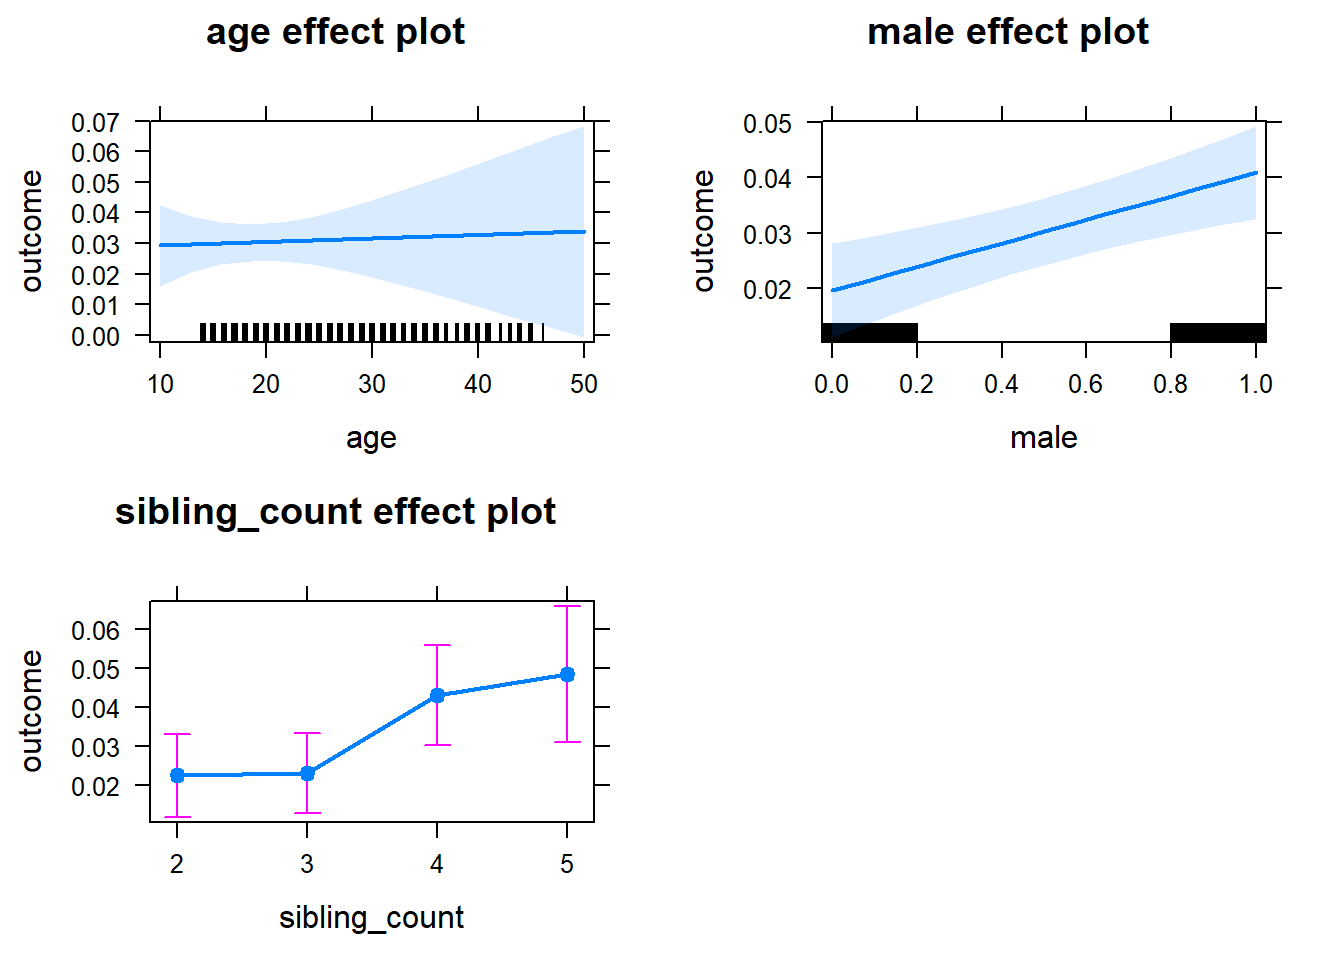 age effect plot
outcome
0.07
0.06
0.05
0.04
0.03
0.02
0.01
0.00
10 20 30 40 50
age
male effect plot
outcome
0.05
0.04
0.03
0.02
0.0 0.2 0.4 0.6 0.8 1.0
male
sibling_count effect plot
outcome
0.06
0.05
0.04
0.03
0.02
2 3 4 5
sibling_count